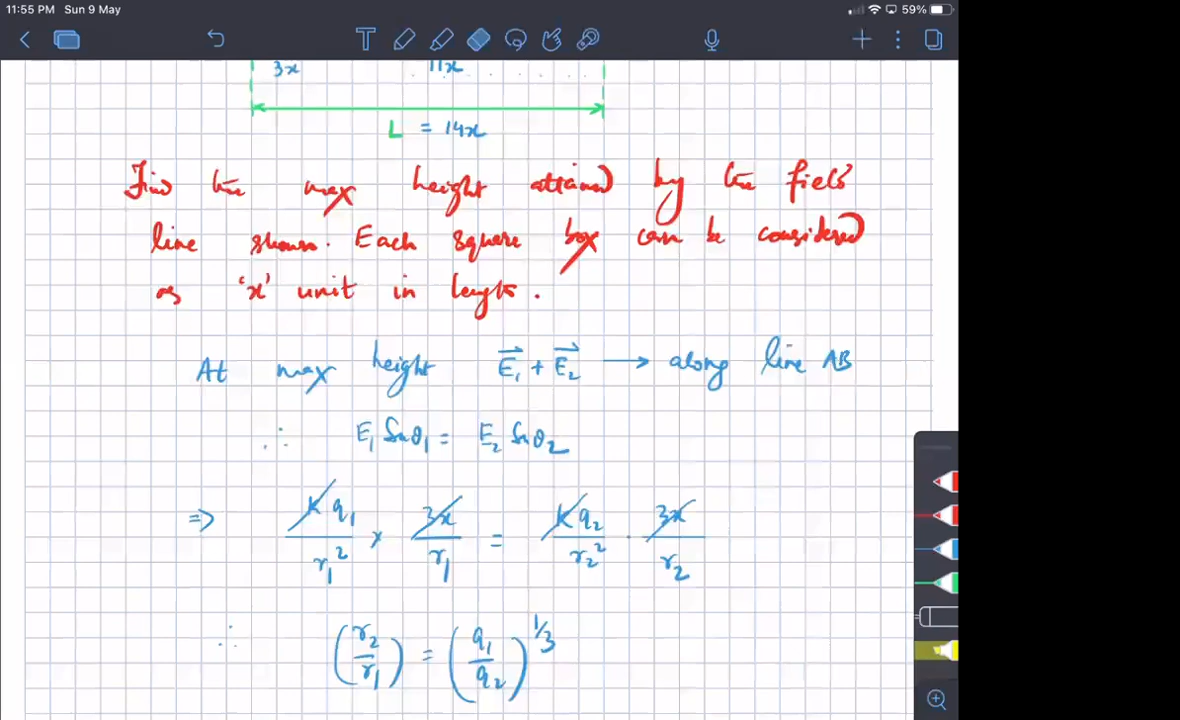 11:55 PM Sun 9 May 59%
T
3x 11x
L = 14x
Find the max height attained by the field
line shown. Each square box can be considered
as 'x' unit in length.
At max height E₁ + E₂ → along line AB
∴ E₁ Sinθ₁ = E₂ Sinθ₂
=> kq₁/r₁² × 3x/r₁ = kq₂/r₂² · 3x/r₂
∴ (r₂/r₁) = (q₁/q₂)^1/3